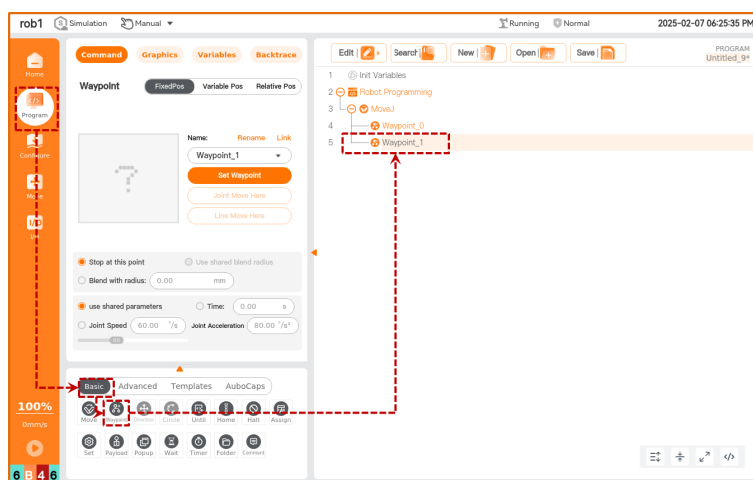 rob1 Simulation Manual Running Normal 2025-02-07 06:25:35 PM
Home
Program
Configure
Move
I/O
100%
0mm/s
6 B 4 6
Command Graphics Variables Backtrace
Waypoint FixedPos Variable Pos Relative Pos
Name: Rename Link
Waypoint_1
Set Waypoint
Joint Move Here
Line Move Here
Stop at this point Use shared blend radius
Blend with radius: 0.00 mm
use shared parameters Time: 0.00 s
Joint Speed 60.00 °/s Joint Acceleration 80.00 °/s²
Basic Advanced Templates AuboCaps
Move Waypoint Direction Circle Until Home Halt Assign
Set Payload Popup Wait Timer Folder Comment
Edit Search New Open Save
PROGRAM
Untitled_9*
1 Init Variables
2 Robot Programming
3 MoveJ
4 Waypoint_0
5 Waypoint_1